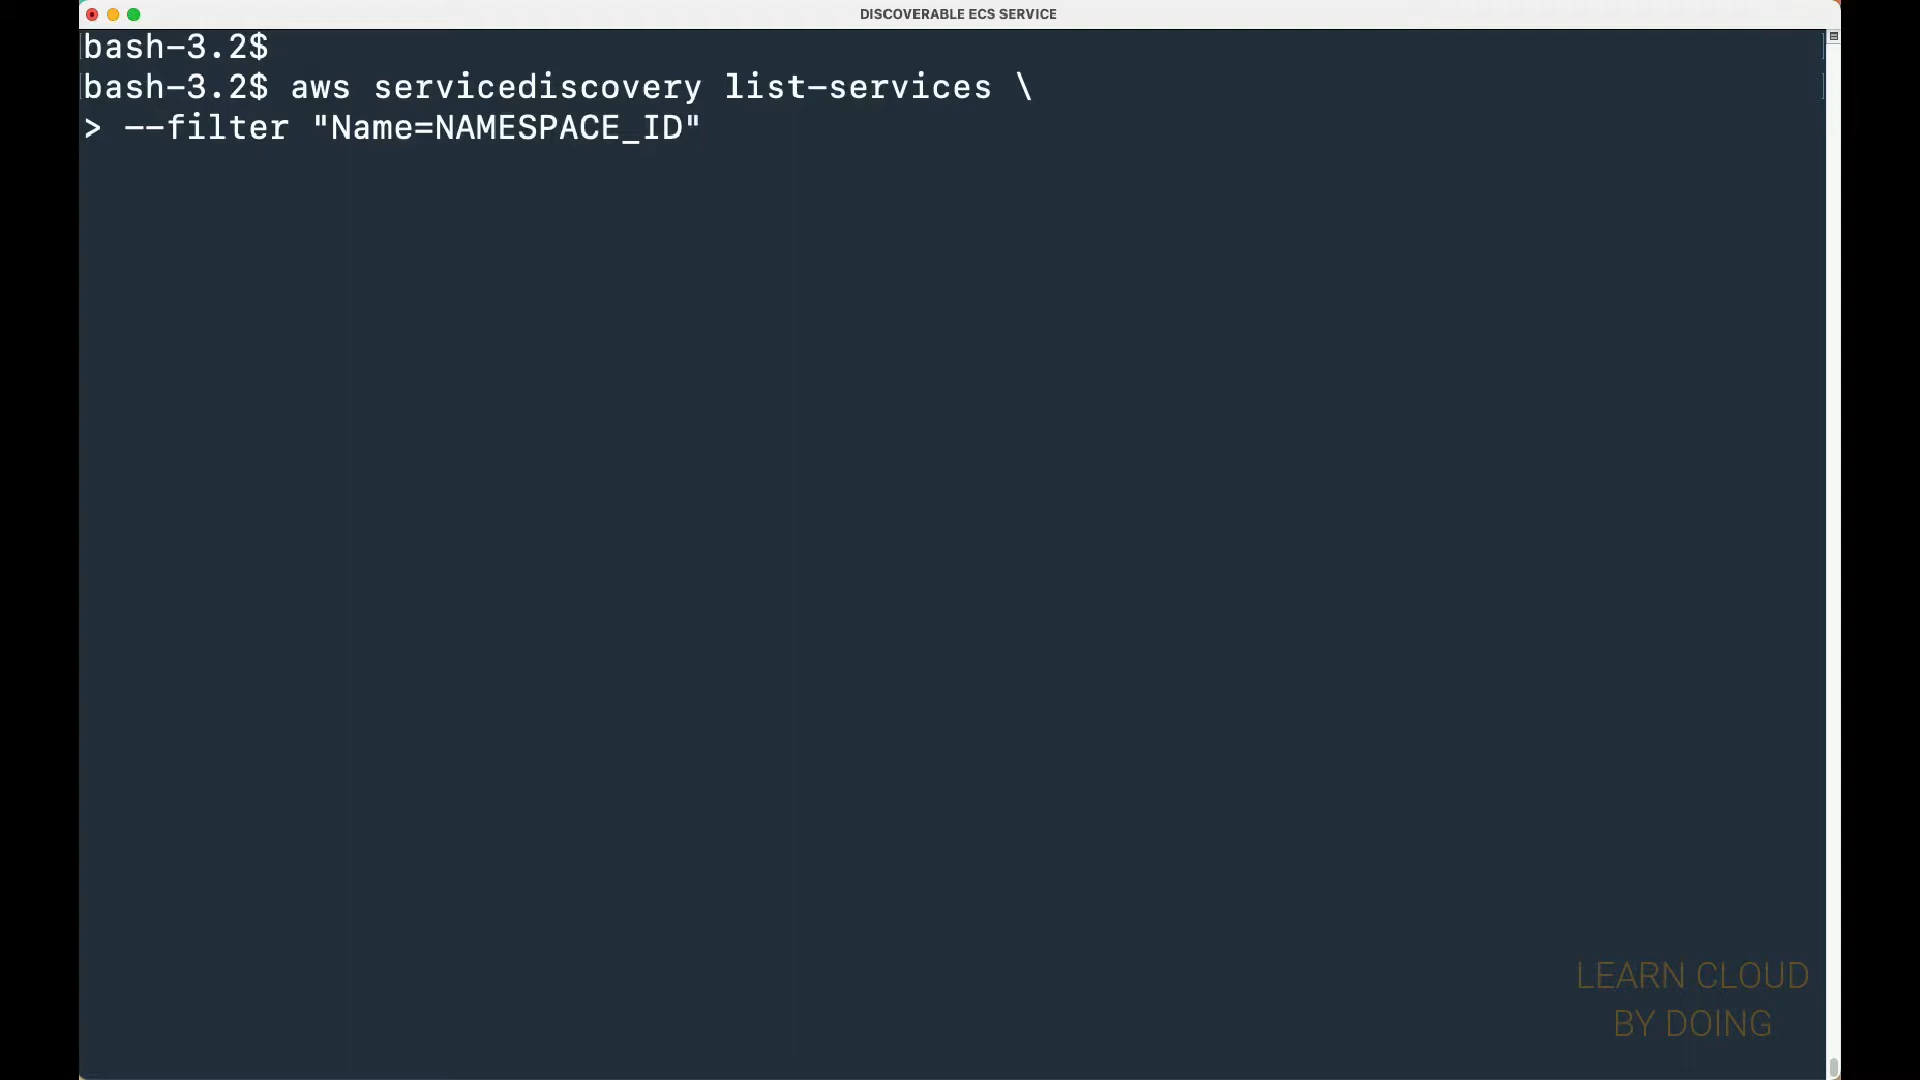 DISCOVERABLE ECS SERVICE
bash-3.2$
bash-3.2$ aws servicediscovery list-services \
> --filter "Name=NAMESPACE_ID"
LEARN CLOUD
BY DOING